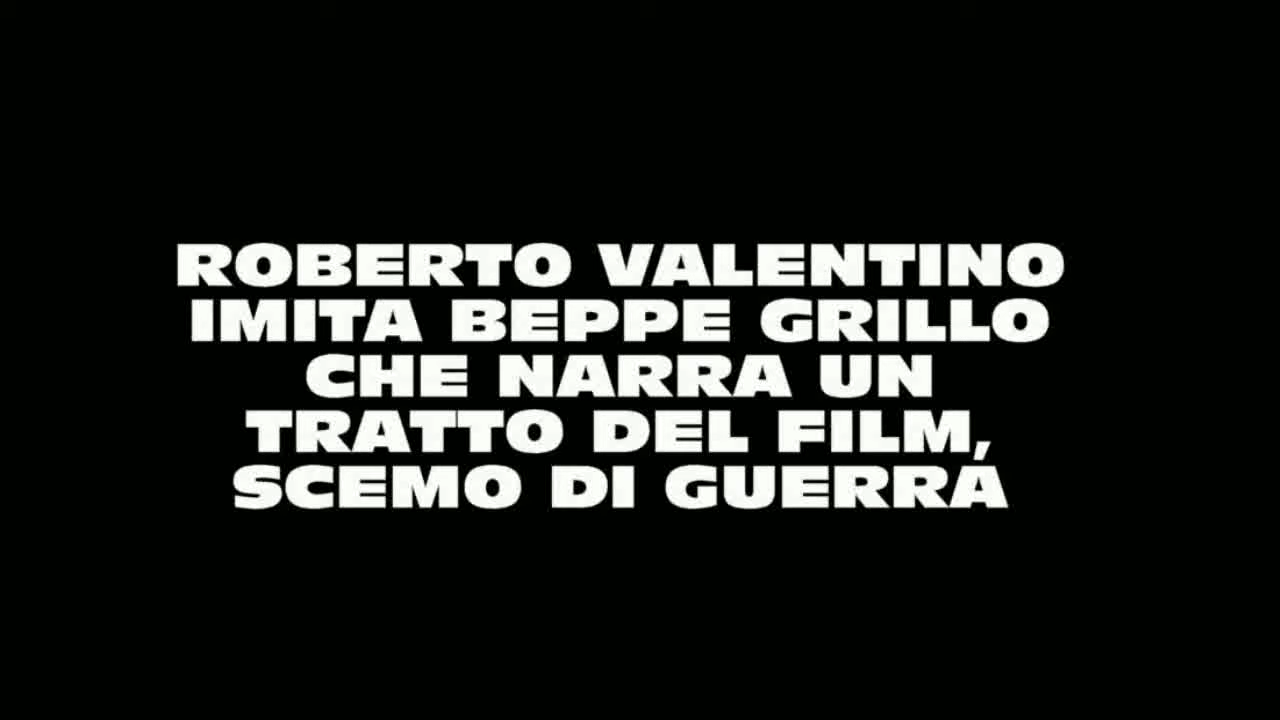 ROBERTO VALENTINO
IMITA BEPPE GRILLO
CHE NARRA UN
TRATTO DEL FILM,
SCEMO DI GUERRA